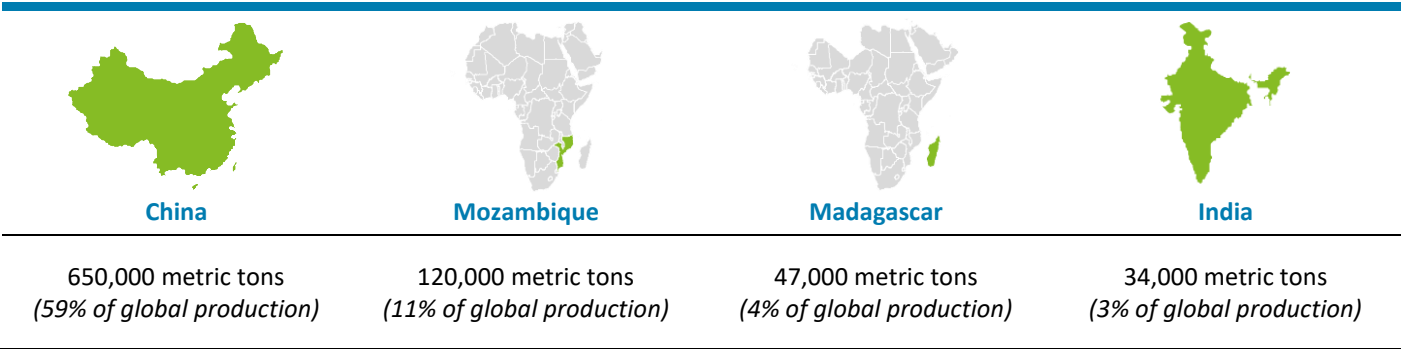 China
Mozambique
Madagascar
India
650,000 metric tons
(59% of global production)
120,000 metric tons
(11% of global production)
47,000 metric tons
(4% of global production)
34,000 metric tons
(3% of global production)